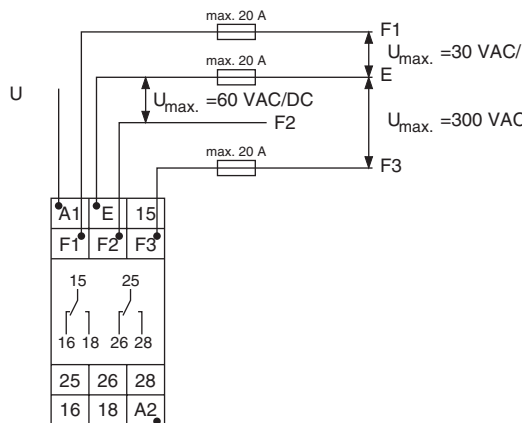 max. 20 A
F1
Umax. =30 VAC/
max. 20 A
E
U
Umax. =60 VAC/DC
F2
Umax. =300 VAC
max. 20 A
F3
A1 E 15
F1 F2 F3
15 25
16 18 26 28
25 26 28
16 18 A2